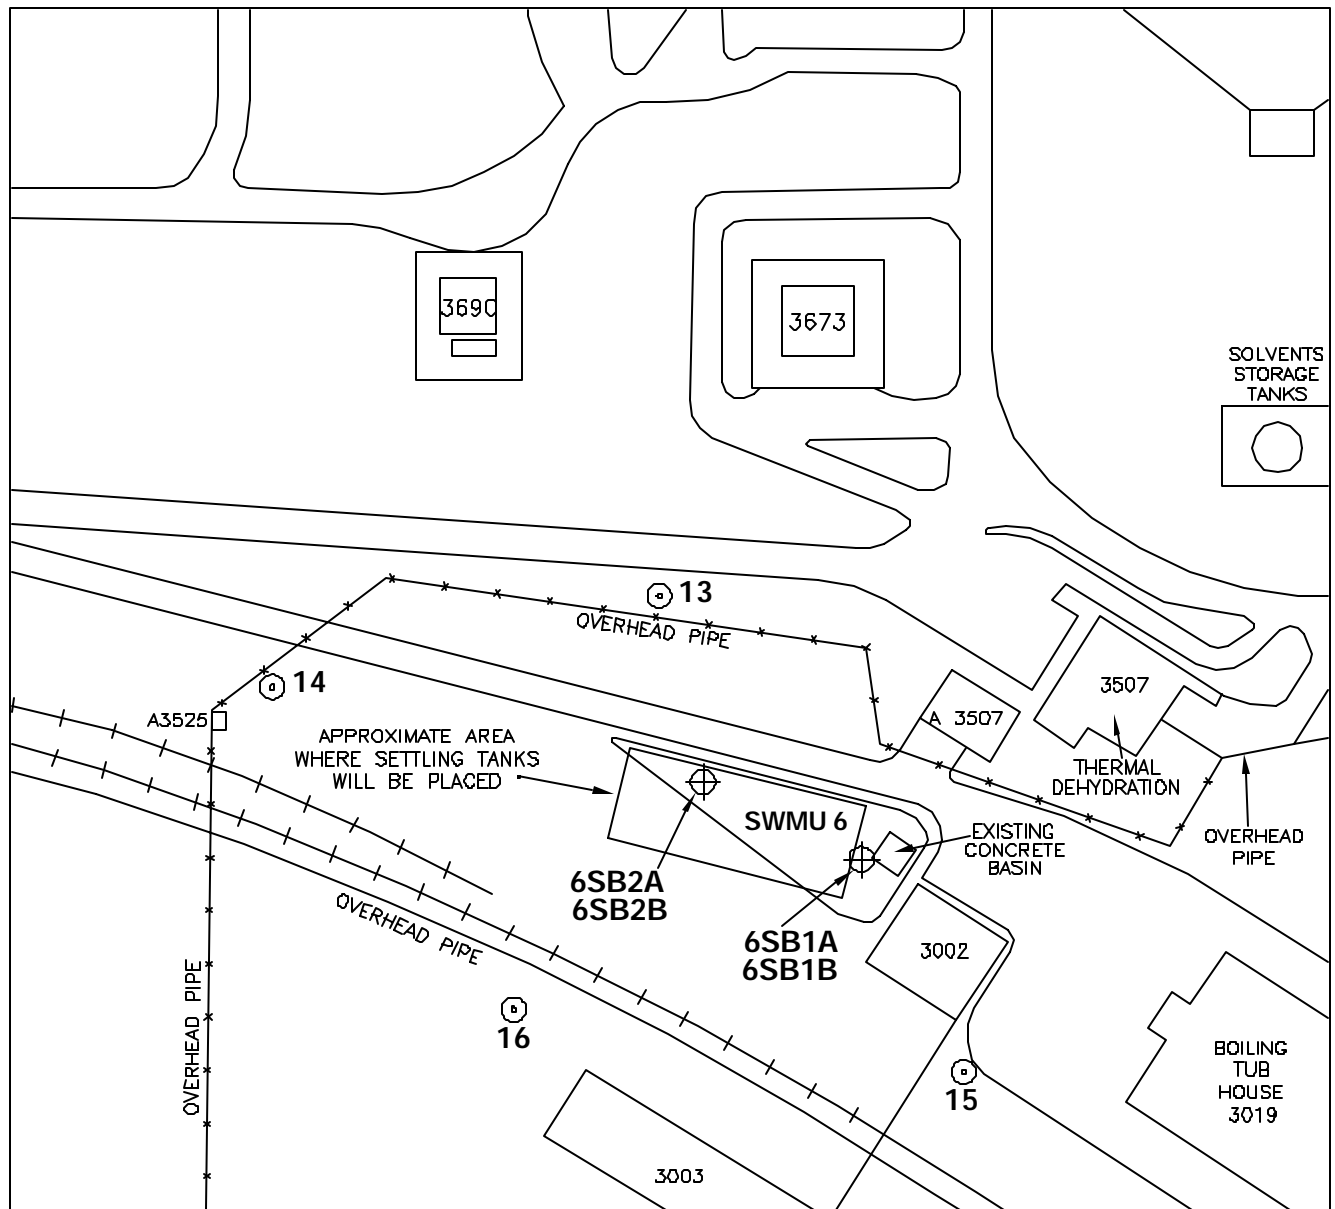 3690
3673
SOLVENTS
STORAGE
TANKS
13
OVERHEAD PIPE
14
A3525
3507
A 3507
APPROXIMATE AREA
WHERE SETTLING TANKS
WILL BE PLACED
THERMAL
DEHYDRATION
SWMU 6
EXISTING
CONCRETE
BASIN
OVERHEAD
PIPE
6SB2A
6SB2B
OVERHEAD PIPE
6SB1A
6SB1B
3002
OVERHEAD PIPE
16
15
BOILING
TUB
HOUSE
3019
3003